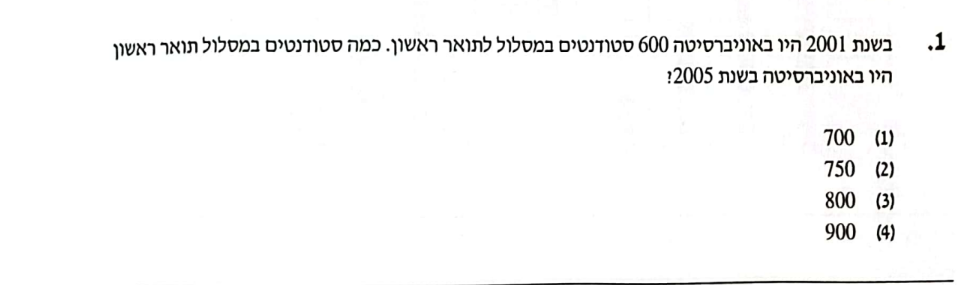 1. בשנת 2001 היו באוניברסיטה 600 סטודנטים במסלול לתואר ראשון. כמה סטודנטים במסלול תואר ראשון
היו באוניברסיטה בשנת 2005?
(1) 700
(2) 750
(3) 800
(4) 900